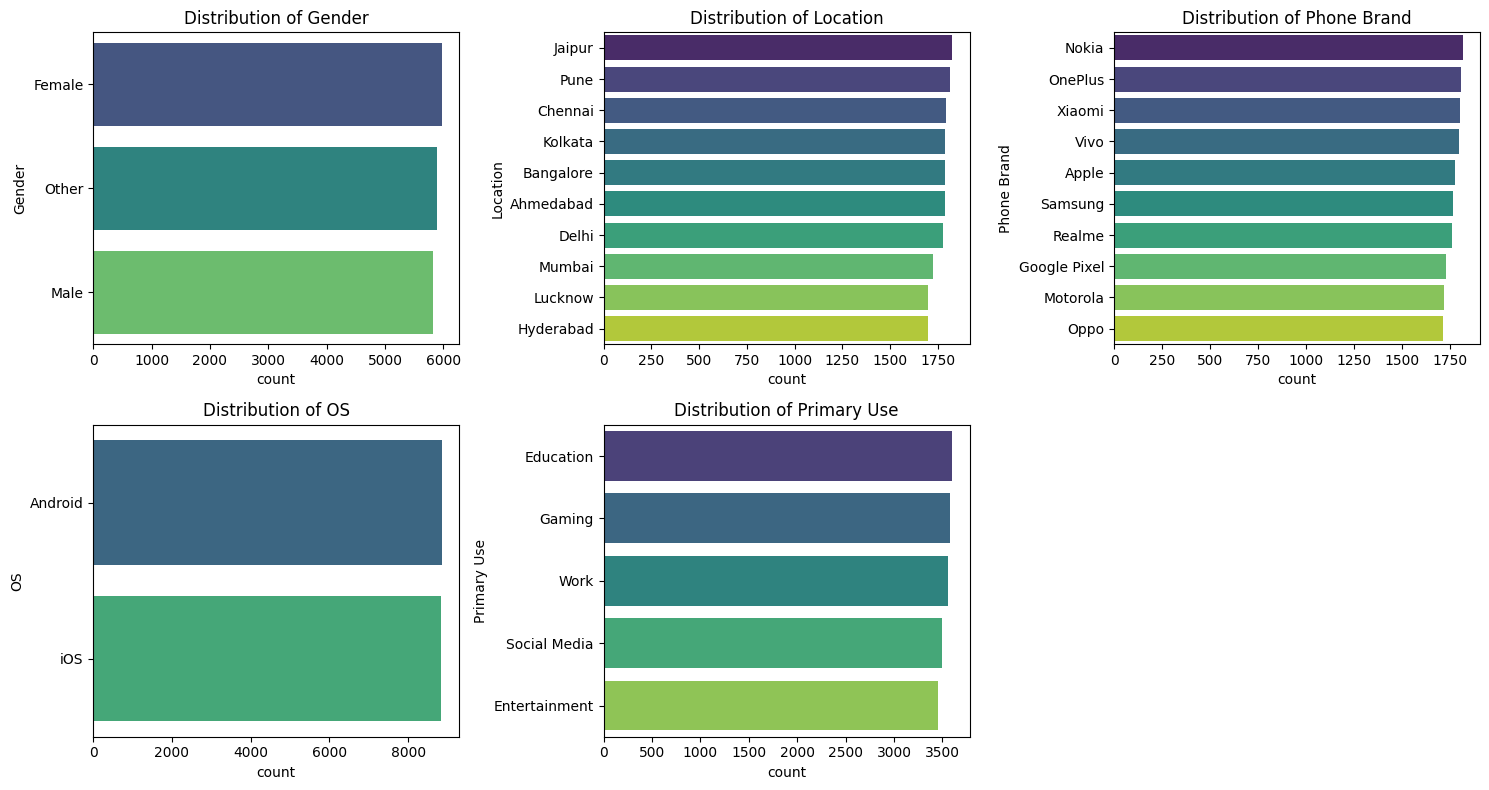 Distribution of Gender
Gender
Female
Other
Male
0 1000 2000 3000 4000 5000 6000
count
Distribution of Location
Location
Jaipur
Pune
Chennai
Kolkata
Bangalore
Ahmedabad
Delhi
Mumbai
Lucknow
Hyderabad
0 250 500 750 1000 1250 1500 1750
count
Distribution of Phone Brand
Phone Brand
Nokia
OnePlus
Xiaomi
Vivo
Apple
Samsung
Realme
Google Pixel
Motorola
Oppo
0 250 500 750 1000 1250 1500 1750
count
Distribution of OS
OS
Android
iOS
0 2000 4000 6000 8000
count
Distribution of Primary Use
Primary Use
Education
Gaming
Work
Social Media
Entertainment
0 500 1000 1500 2000 2500 3000 3500
count